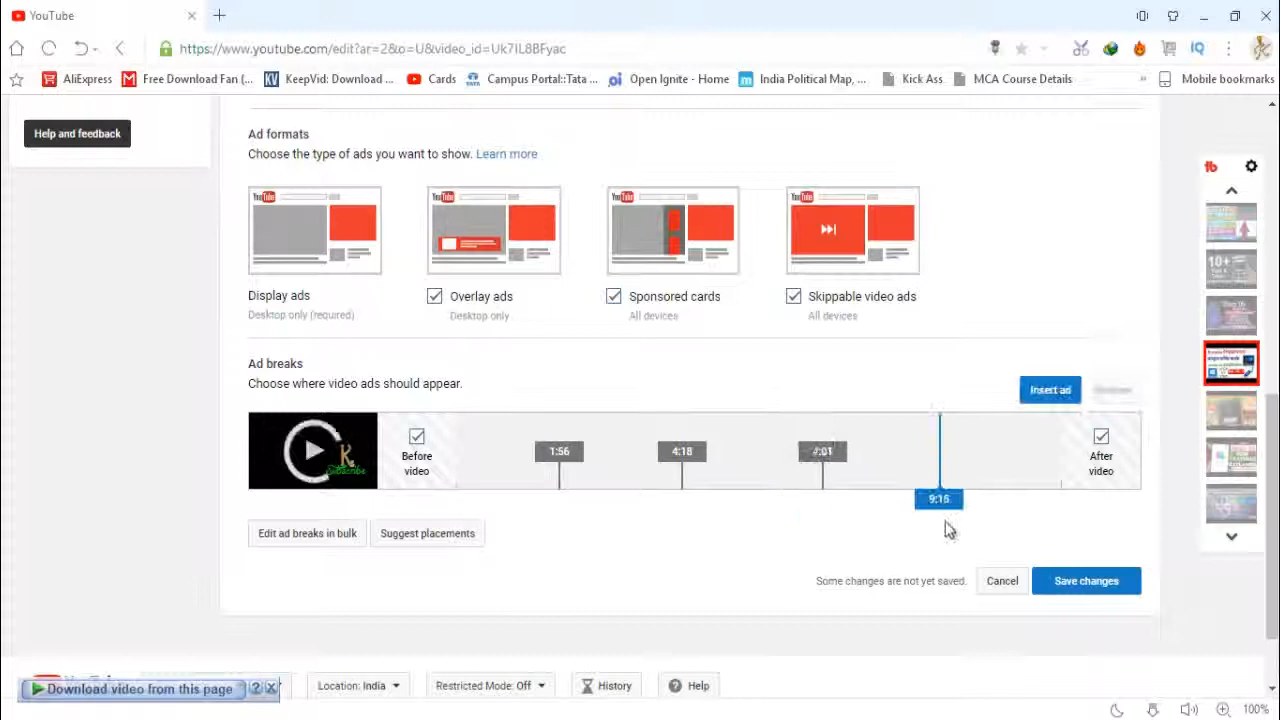 YouTube
https://www.youtube.com/edit?ar=2&o=U&video_id=Uk7IL8BFyac
AliExpress
Free Download Fan (...
KeepVid: Download ...
Cards
Campus Portal::Tata ...
Open Ignite - Home
India Political Map, ...
Kick Ass
MCA Course Details
»
Mobile bookmarks
Help and feedback
Ad formats
Choose the type of ads you want to show. Learn more
YouTube
YouTube
YouTube
YouTube
Display ads
Overlay ads
Sponsored cards
Skippable video ads
Desktop only (required)
Desktop only
All devices
All devices
Ad breaks
Choose where video ads should appear.
Insert ad
Before
video
1:56
4:18
After
video
K
Subscribe
9:15
Edit ad breaks in bulk
Suggest placements
Some changes are not yet saved.
Cancel
Save changes
Download video from this page
Location: India
Restricted Mode: Off
History
Help
100%